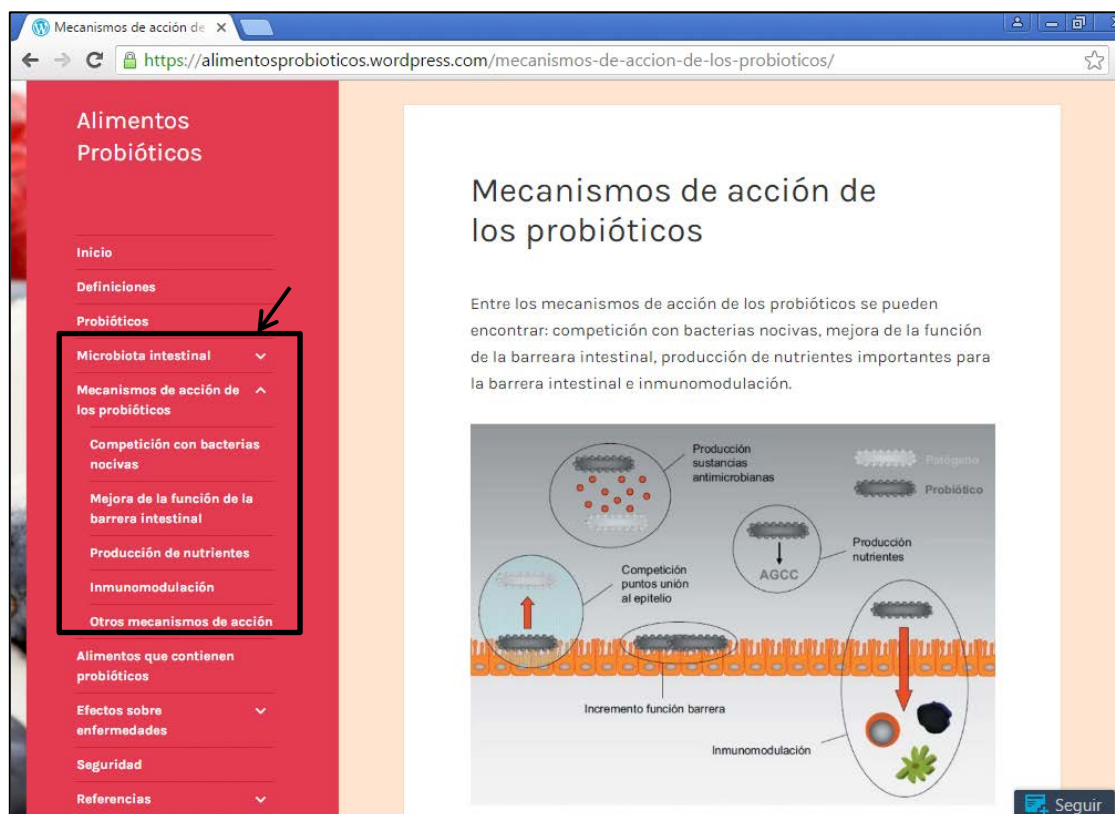 Mecanismos de acción de
https://alimentosprobioticos.wordpress.com/mecanismos-de-accion-de-los-probioticos/
Alimentos
Probióticos
Inicio
Definiciones
Probióticos
Microbiota intestinal
Mecanismos de acción de
los probióticos
Competición con bacterias
nocivas
Mejora de la función de la
barrera intestinal
Producción de nutrientes
Inmunomodulación
Otros mecanismos de acción
Alimentos que contienen
probióticos
Efectos sobre
enfermedades
Seguridad
Referencias
Mecanismos de acción de
los probióticos
Entre los mecanismos de acción de los probióticos se pueden
encontrar: competición con bacterias nocivas, mejora de la función
de la barreara intestinal, producción de nutrientes importantes para
la barrera intestinal e inmunomodulación.
Producción
sustancias
antimicrobianas
Patógeno
Probiótico
Producción
nutrientes
AGCC
Competición
puntos unión
al epitelio
Incremento función barrera
Inmunomodulación
Seguir